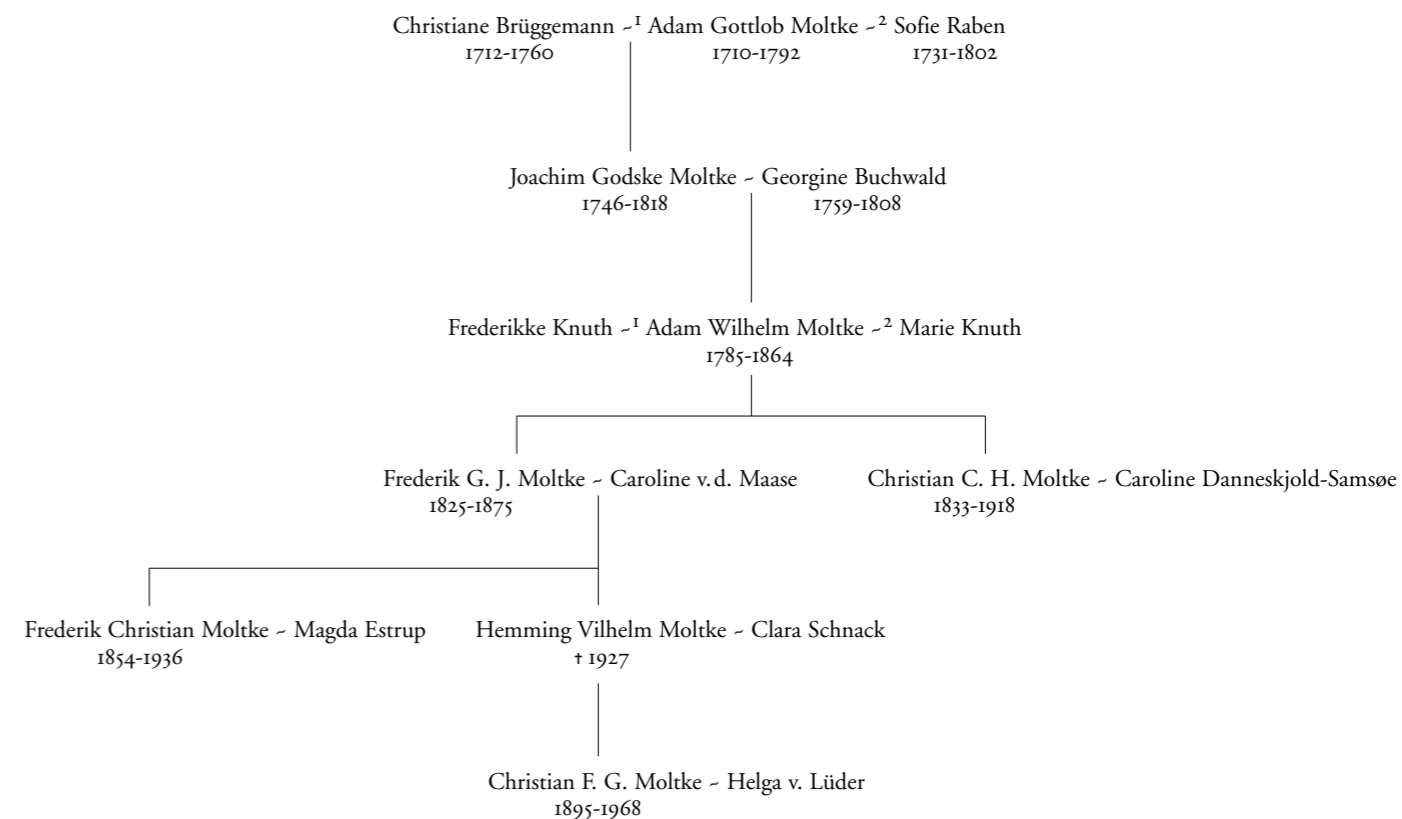 Christiane Brüggemann ~¹ Adam Gottlob Moltke ~² Sofie Raben
1712-1760 1710-1792 1731-1802
Joachim Godske Moltke ~ Georgine Buchwald
1746-1818 1759-1808
Frederikke Knuth ~¹ Adam Wilhelm Moltke ~² Marie Knuth
1785-1864
Frederik G. J. Moltke ~ Caroline v. d. Maase Christian C. H. Moltke ~ Caroline Danneskjold-Samsøe
1825-1875 1833-1918
Frederik Christian Moltke ~ Magda Estrup Hemming Vilhelm Moltke ~ Clara Schnack
1854-1936 † 1927
Christian F. G. Moltke ~ Helga v. Lüder
1895-1968